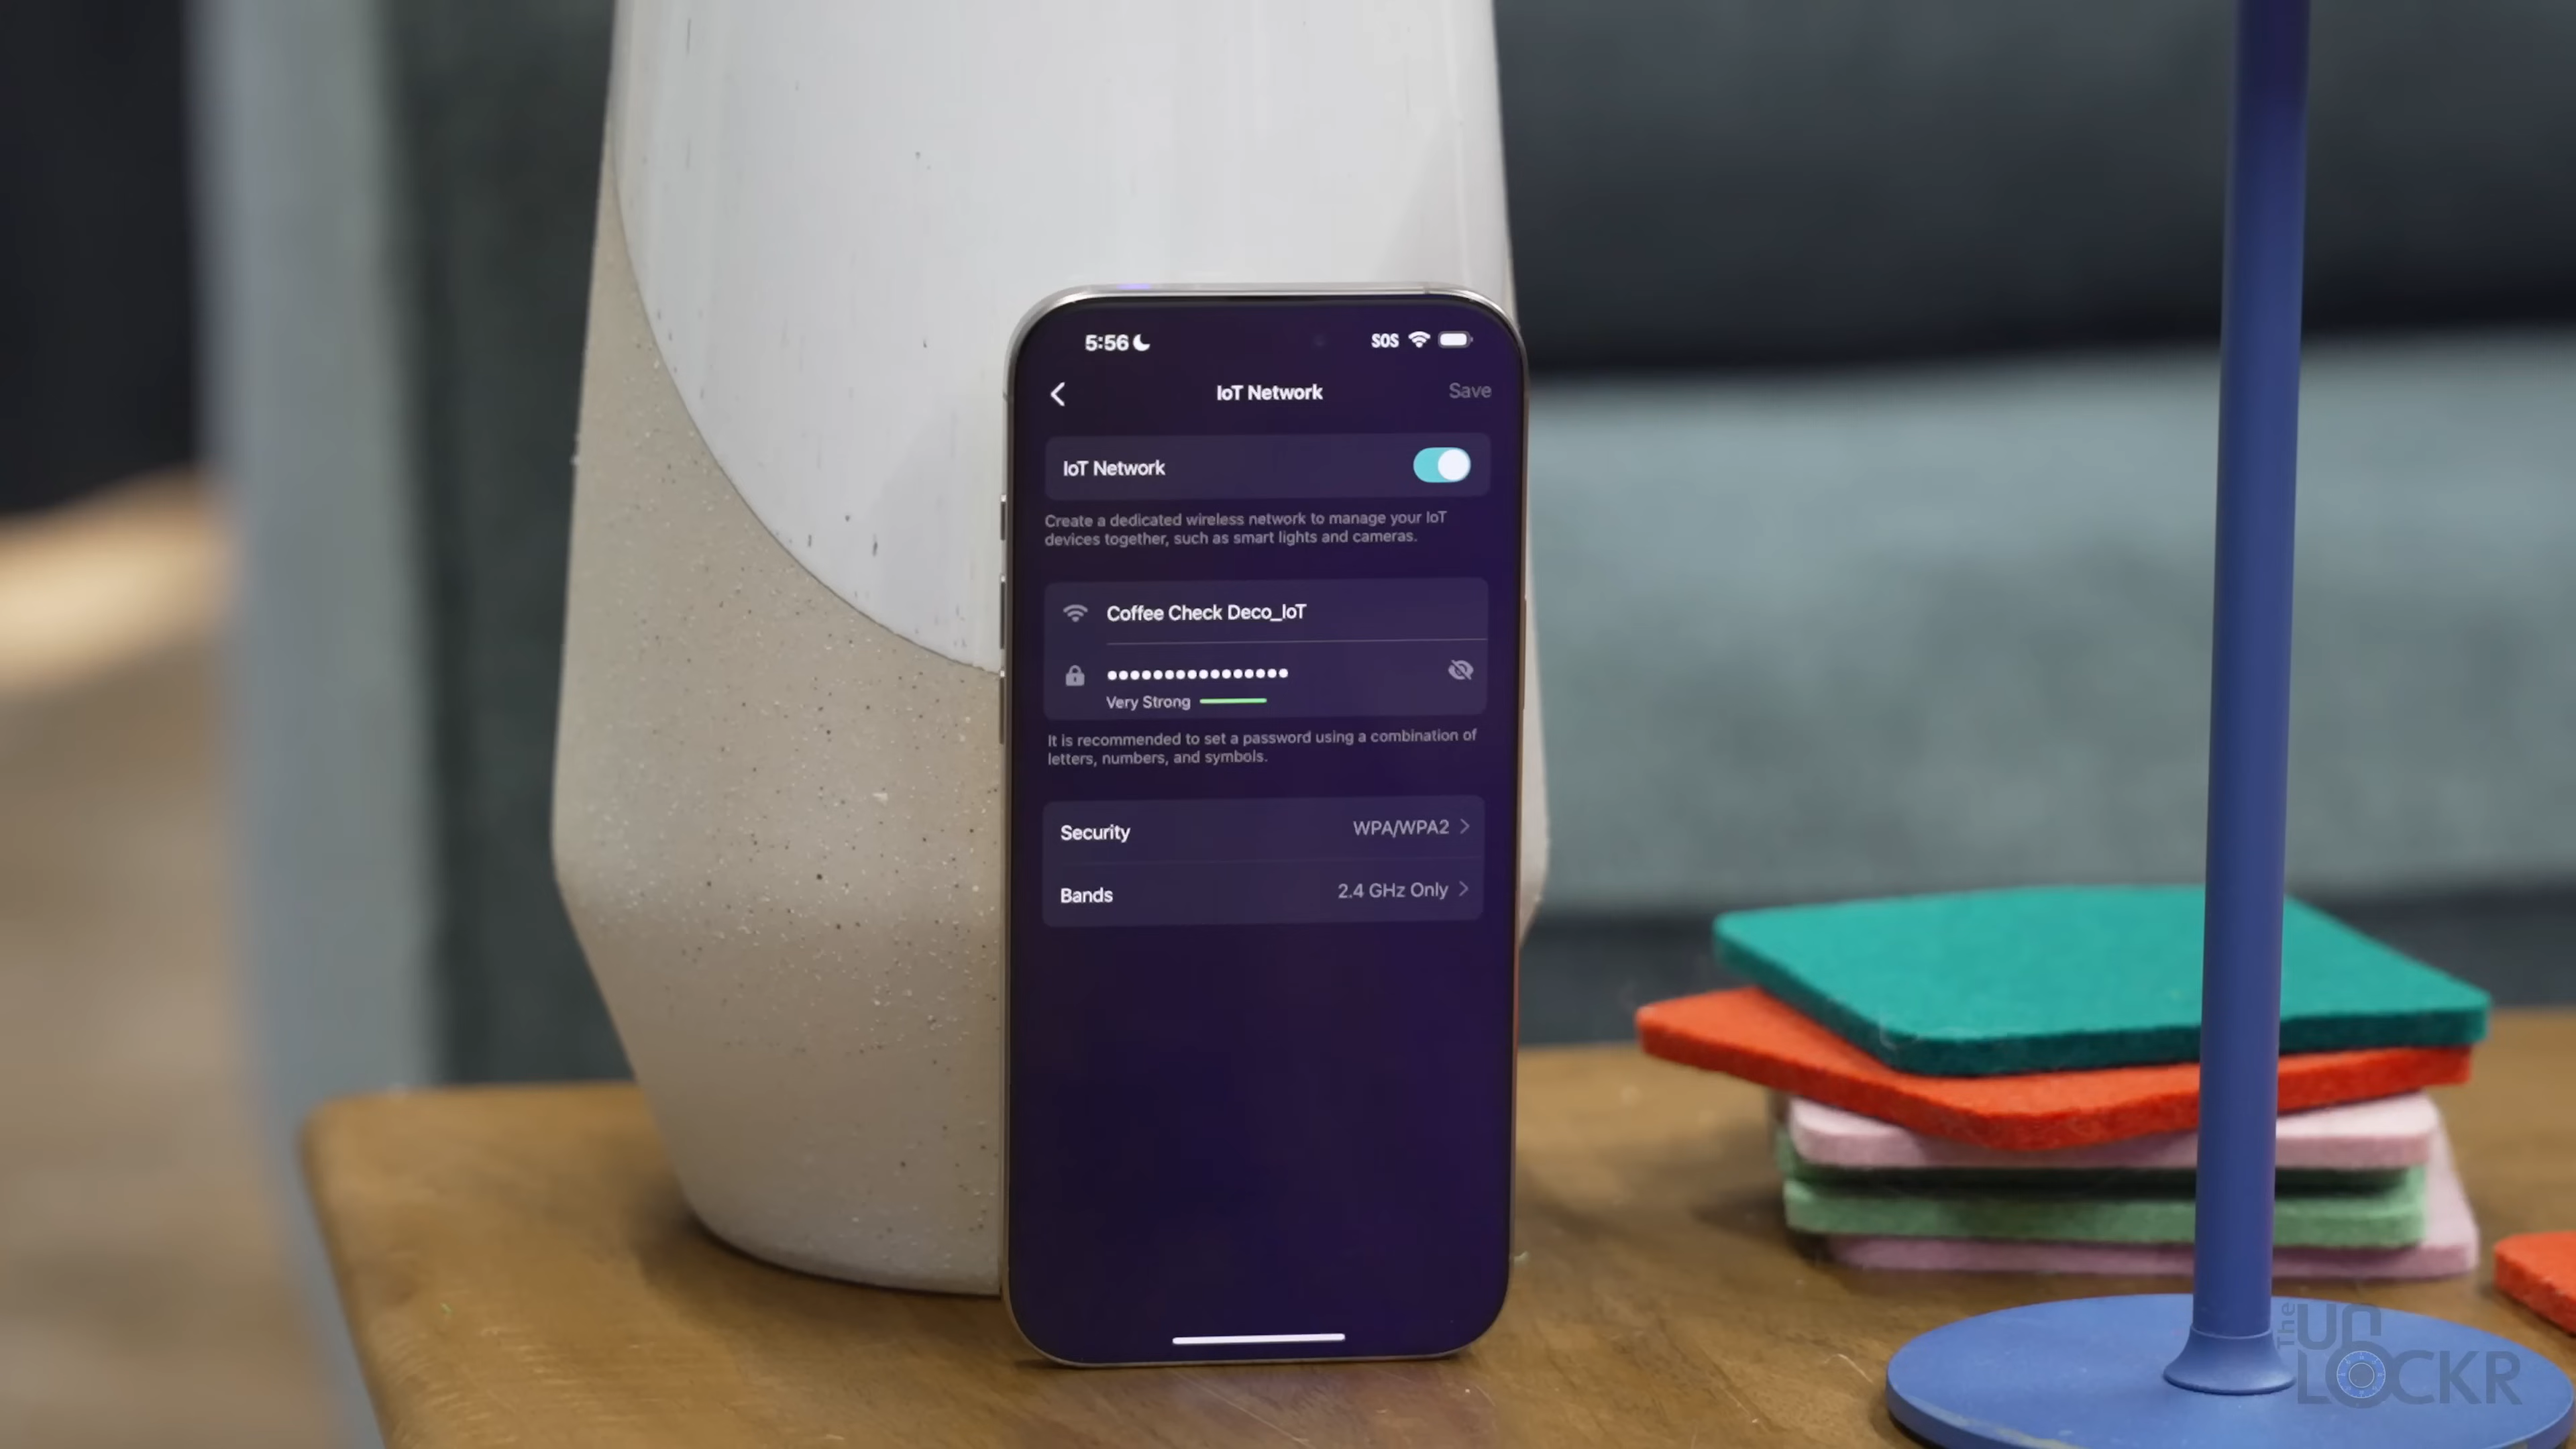 5:56
SOS
IoT Network
Save
IoT Network
Create a dedicated wireless network to manage your IoT
devices together, such as smart lights and cameras.
Coffee Check Deco_IoT
••••••••••••••••
Very Strong
It is recommended to set a password using a combination of
letters, numbers, and symbols.
Security
WPA/WPA2
Bands
2.4 GHz Only
The
UN
LOCKR